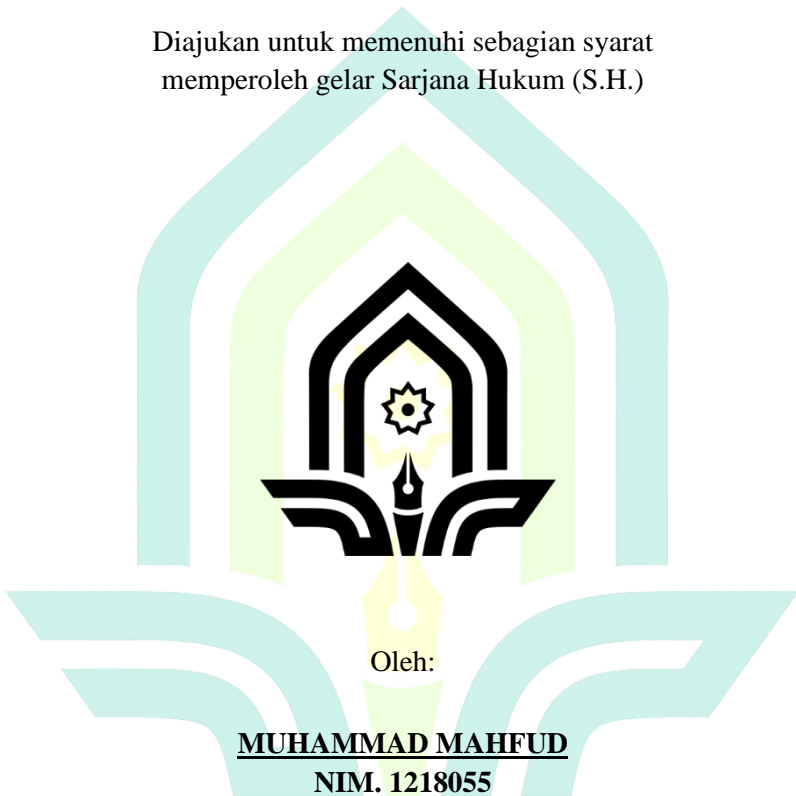 Diajukan untuk memenuhi sebagian syarat
memperoleh gelar Sarjana Hukum (S.H.)
Oleh:
MUHAMMAD MAHFUD
NIM. 1218055